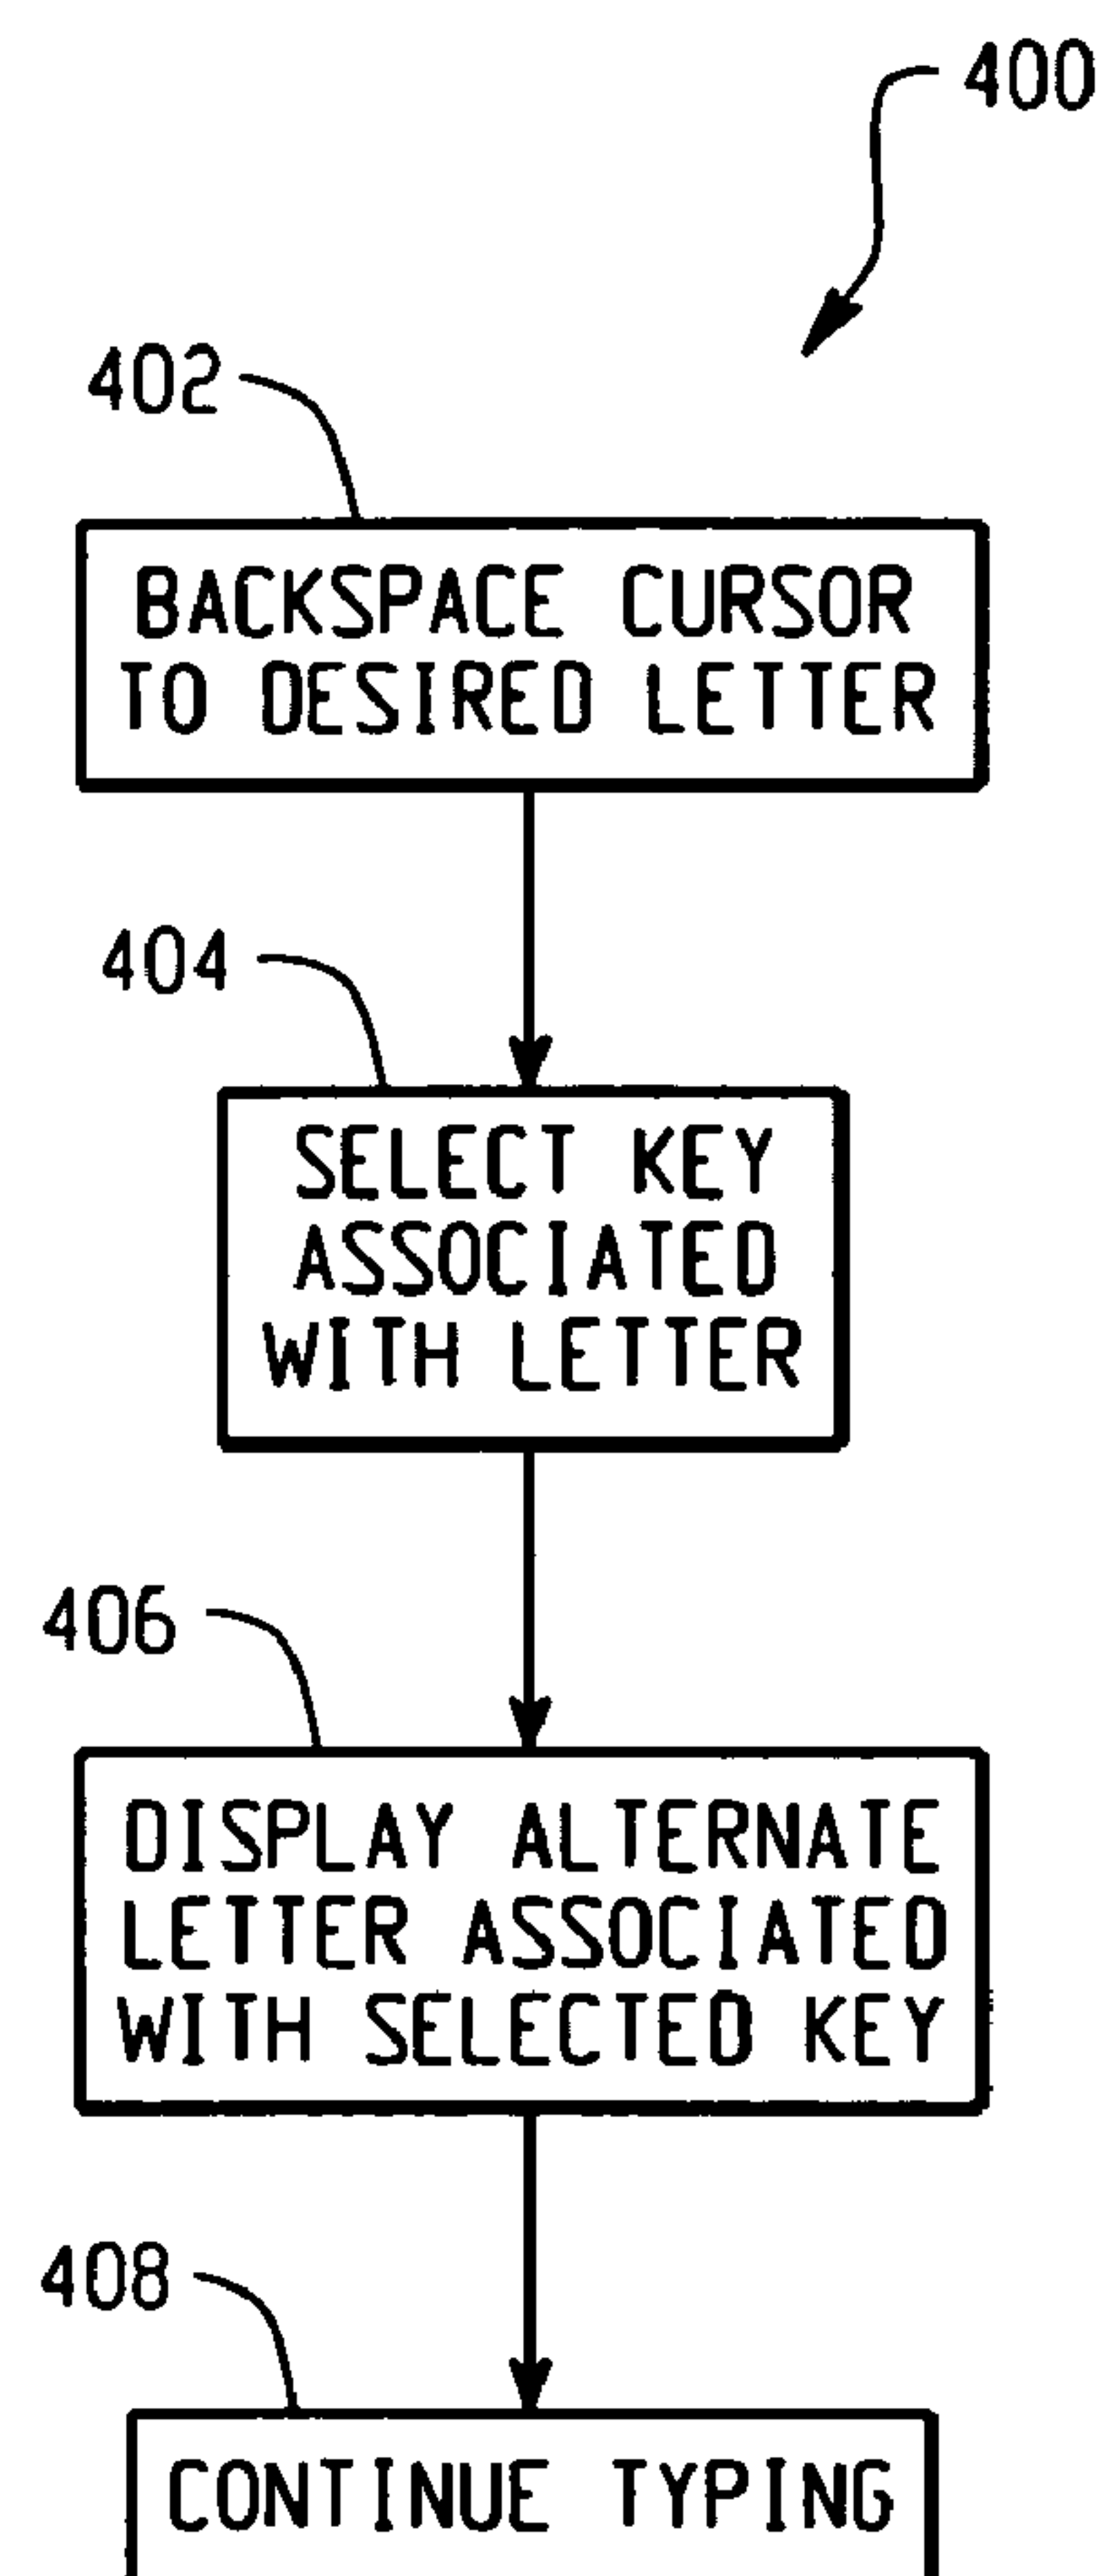 400
402
BACKSPACE CURSOR
TO DESIRED LETTER
404
SELECT KEY
ASSOCIATED
WITH LETTER
406
DISPLAY ALTERNATE
LETTER ASSOCIATED
WITH SELECTED KEY
408
CONTINUE TYPING